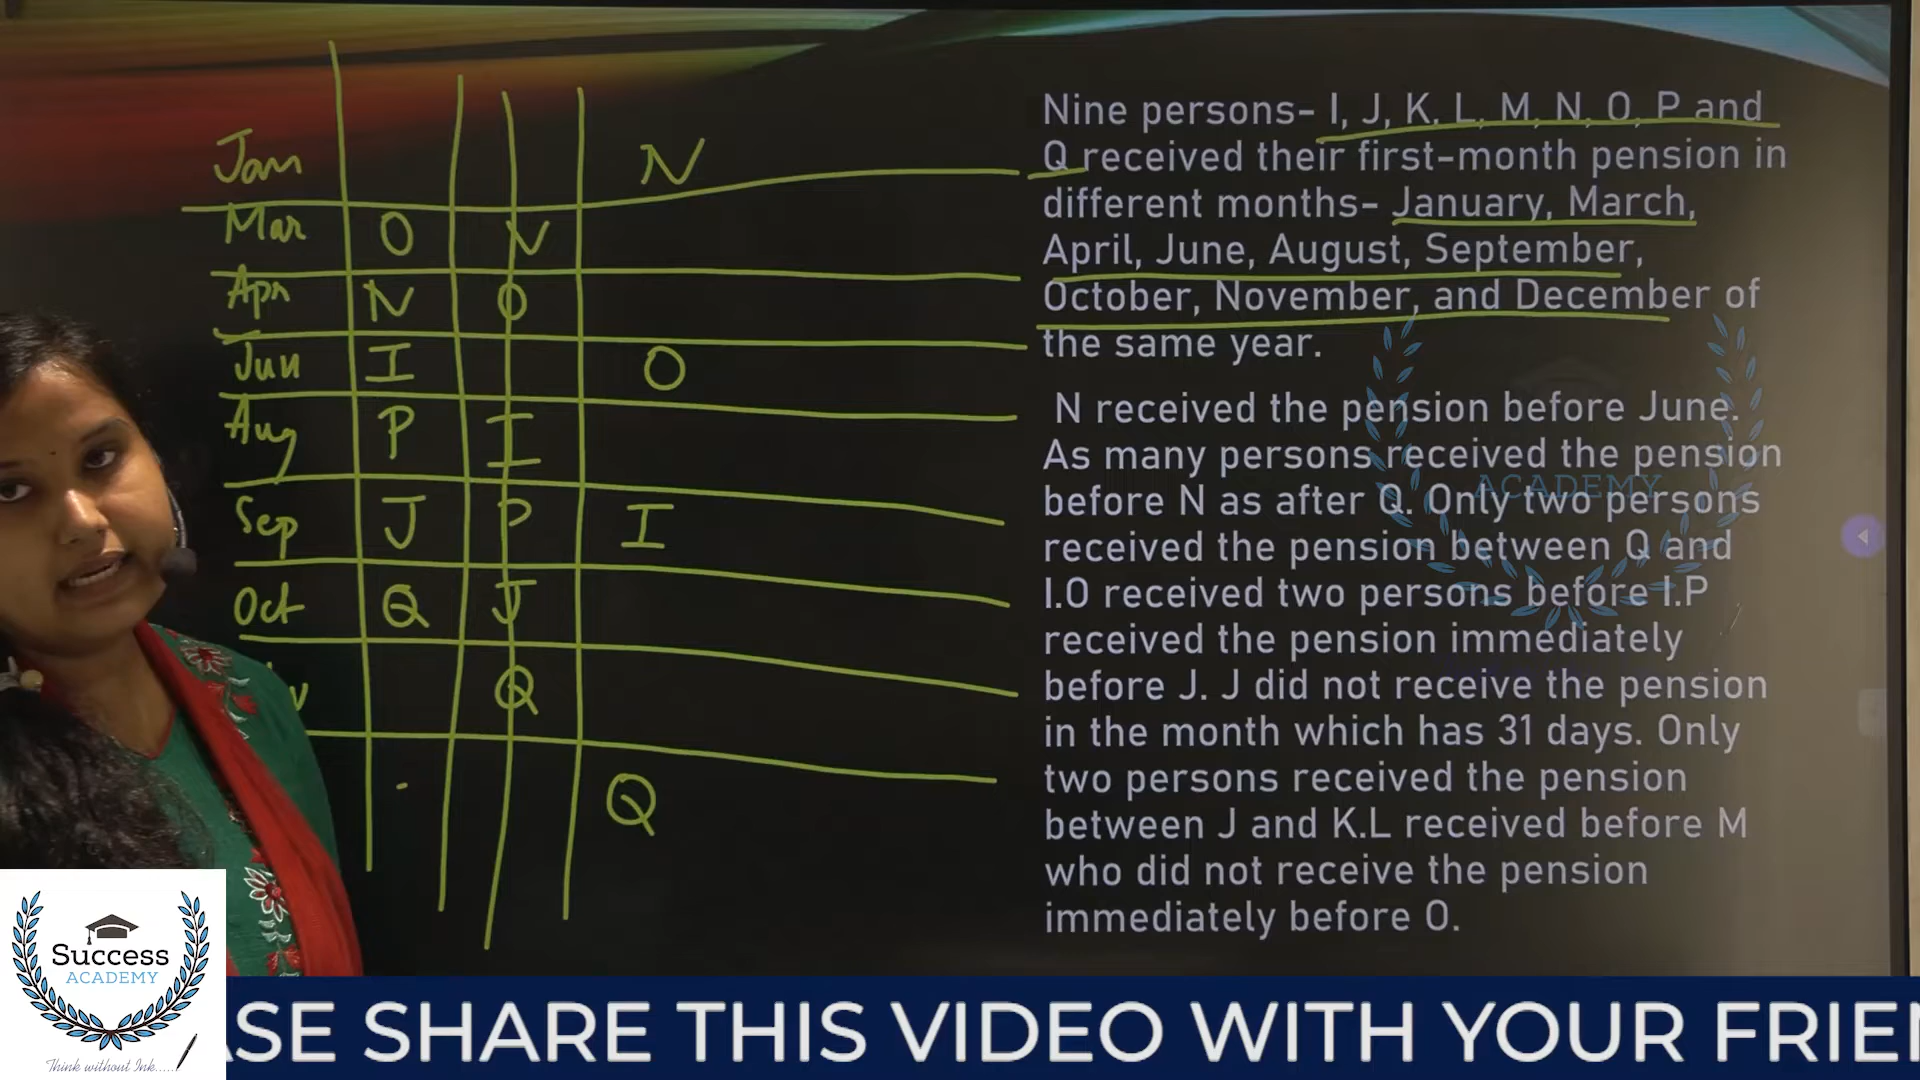 Jan N
Mar O N
Apr N O
Jun I O
Aug P I
Sep J P I
Oct Q J
v Q
Q
Nine persons- I, J, K, L, M, N, O, P and
Q received their first-month pension in
different months- January, March,
April, June, August, September,
October, November, and December of
the same year.
N received the pension before June.
As many persons received the pension
before N as after Q. Only two persons
received the pension between Q and
I.O received two persons before I.P
received the pension immediately
before J. J did not receive the pension
in the month which has 31 days. Only
two persons received the pension
between J and K.L received before M
who did not receive the pension
immediately before O.
ACADEMY
Success
ACADEMY
Think without Ink......
ASE SHARE THIS VIDEO WITH YOUR FRIEN